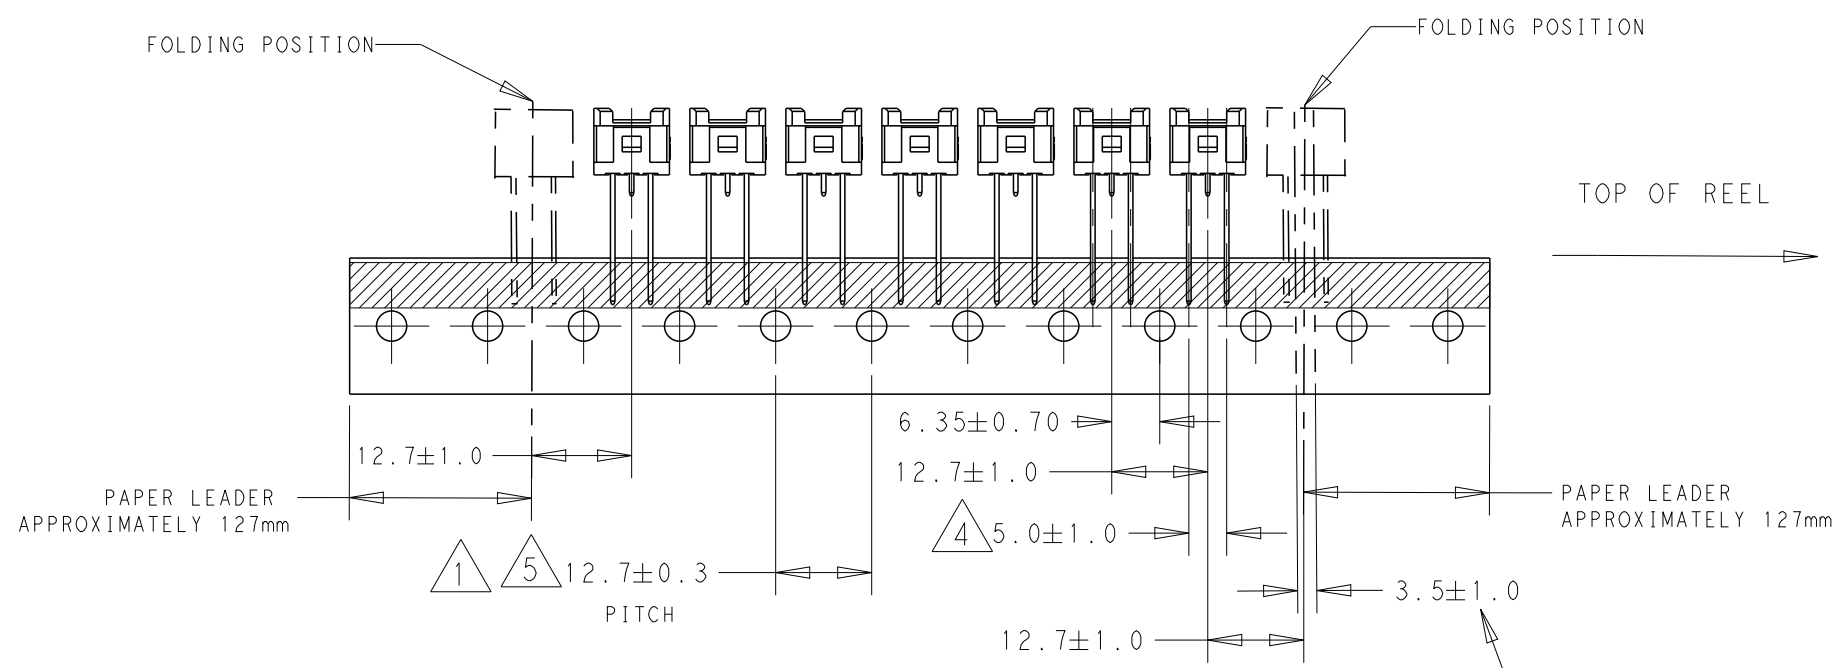 FOLDING POSITION
FOLDING POSITION
TOP OF REEL
6.35±0.70
12.7±1.0
12.7±1.0
PAPER LEADER
APPROXIMATELY 127mm
PAPER LEADER
APPROXIMATELY 127mm
4 5.0±1.0
1 5 12.7±0.3
PITCH
3.5±1.0
12.7±1.0